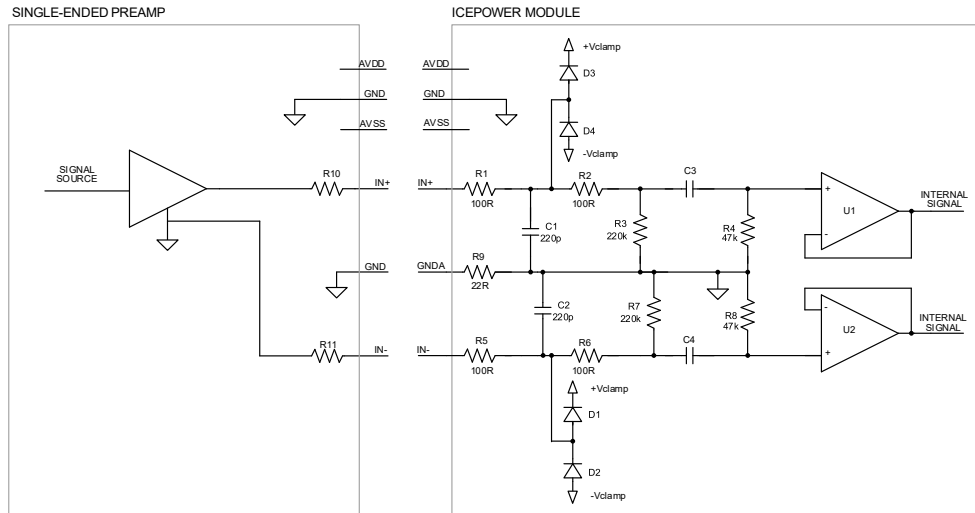 SINGLE-ENDED PREAMP
ICEPOWER MODULE
AVDD
AVDD
GND
GND
AVSS
AVSS
+Vclamp
D3
D4
-Vclamp
SIGNAL
SOURCE
R10
IN+
IN+
R1
100R
R2
100R
C3
C1
220p
R3
220k
R4
47k
+
-
U1
INTERNAL
SIGNAL
GND
GNDA
R9
22R
C2
220p
R7
220k
R8
47k
-
+
U2
INTERNAL
SIGNAL
R11
IN-
IN-
R5
100R
R6
100R
C4
+Vclamp
D1
D2
-Vclamp